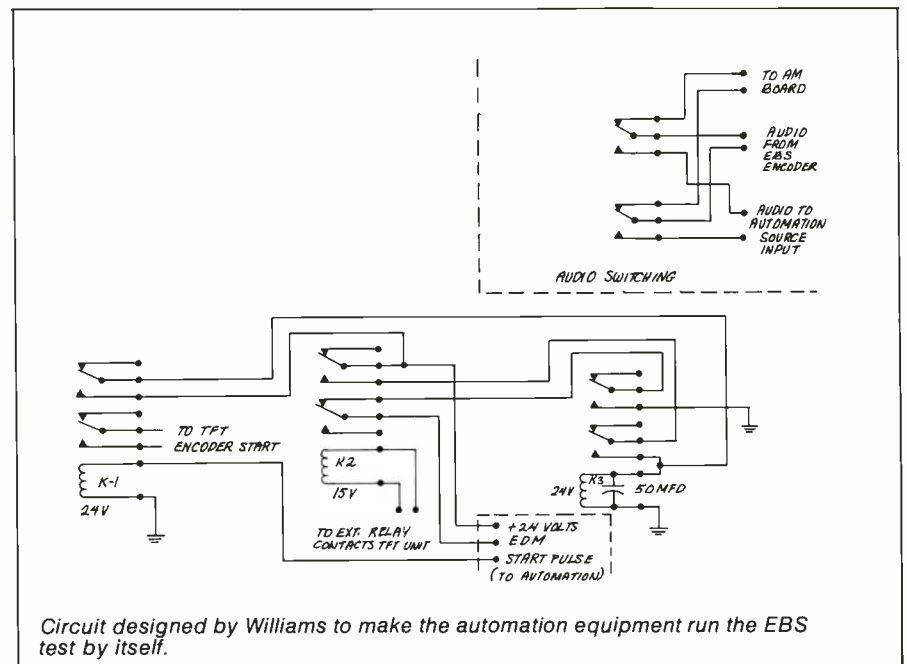 TO AM
BOARD
AUDIO
FROM
EBS
ENCODER
AUDIO TO
AUTOMATION
SOURCE
INPUT
AUDIO SWITCHING
TO TFT
ENCODER START
K-1
24V
K2
15V
TO EXT. RELAY
CONTACTS TFT UNIT
K3
24V
50MFD
+24 VOLTS
EOM
START PULSE
(TO AUTOMATION)
Circuit designed by Williams to make the automation equipment run the EBS
test by itself.